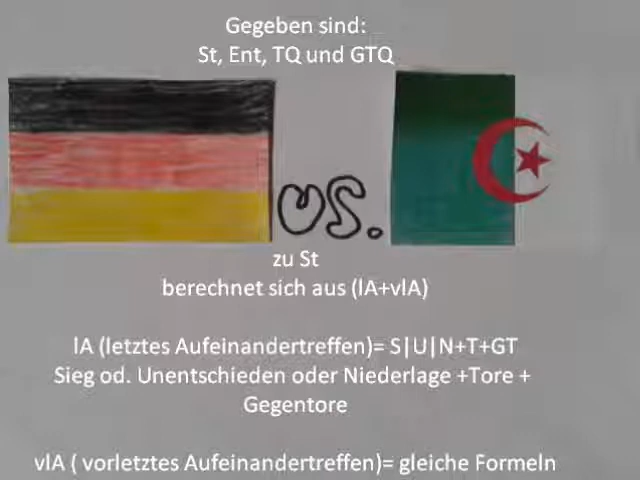 Gegeben sind:
St, Ent, TQ und GTQ
vs.
zu St
berechnet sich aus (lA+vlA)
lA (letztes Aufeinandertreffen)= S|U|N+T+GT
Sieg od. Unentschieden oder Niederlage +Tore +
Gegentore
vlA ( vorletztes Aufeinandertreffen)= gleiche Formeln